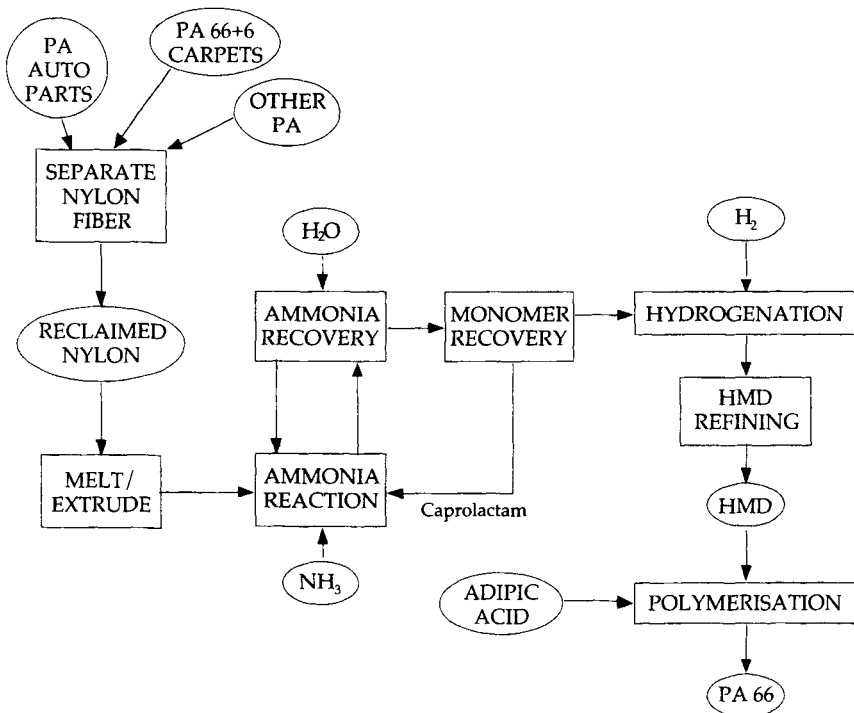 PA
AUTO
PARTS
PA 66+6
CARPETS
OTHER
PA
SEPARATE
NYLON
FIBER
RECLAIMED
NYLON
MELT/
EXTRUDE
H₂O
AMMONIA
RECOVERY
MONOMER
RECOVERY
AMMONIA
REACTION
Caprolactam
NH₃
H₂
HYDROGENATION
HMD
REFINING
HMD
ADIPIC
ACID
POLYMERISATION
PA 66